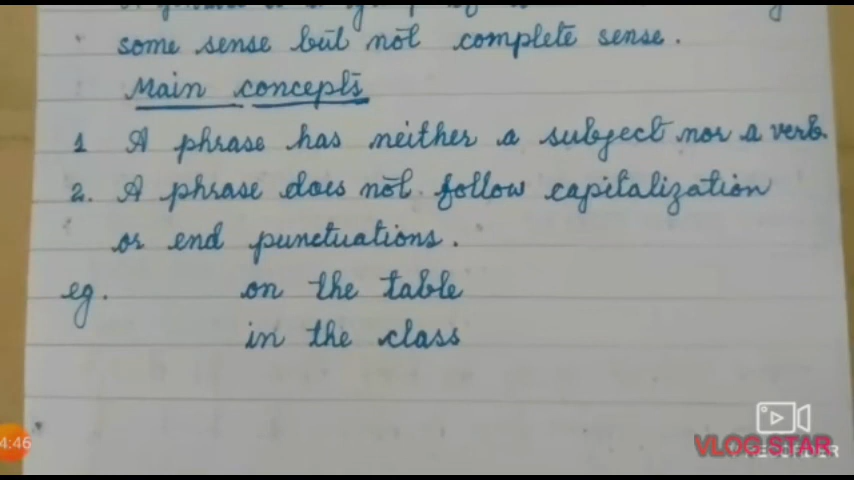 some sense but not complete sense.
Main concepts
1 A phrase has neither a subject nor a verb.
2. A phrase does not follow capitalization
or end punctuations.
eg. on the table
in the class
4:46
VLOG STAR